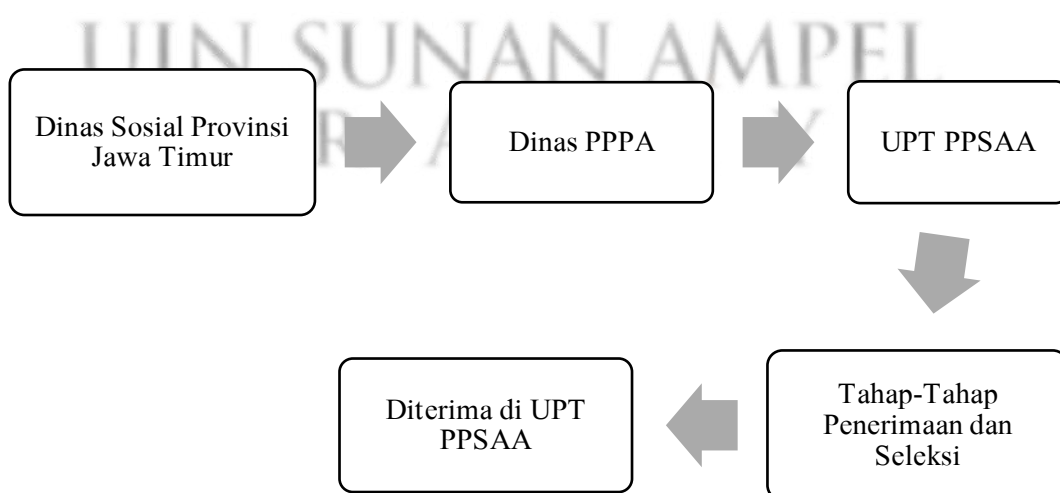 UIN SUNAN AMPEL
Dinas Sosial Provinsi
Jawa Timur
Dinas PPPA
UPT PPSAA
Tahap-Tahap
Penerimaan dan
Seleksi
Diterima di UPT
PPSAA